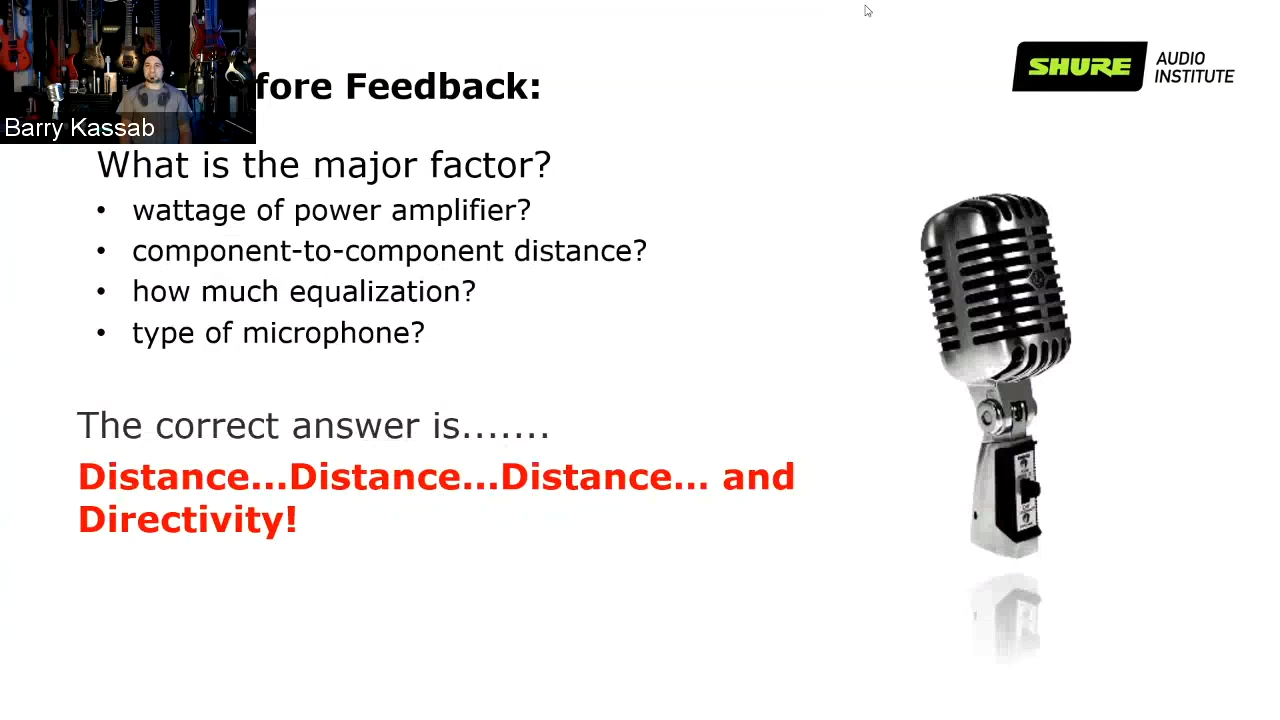 fore Feedback:
SHURE AUDIO
INSTITUTE
Barry Kassab
What is the major factor?
• wattage of power amplifier?
• component-to-component distance?
• how much equalization?
• type of microphone?
The correct answer is.......
Distance...Distance...Distance... and
Directivity!